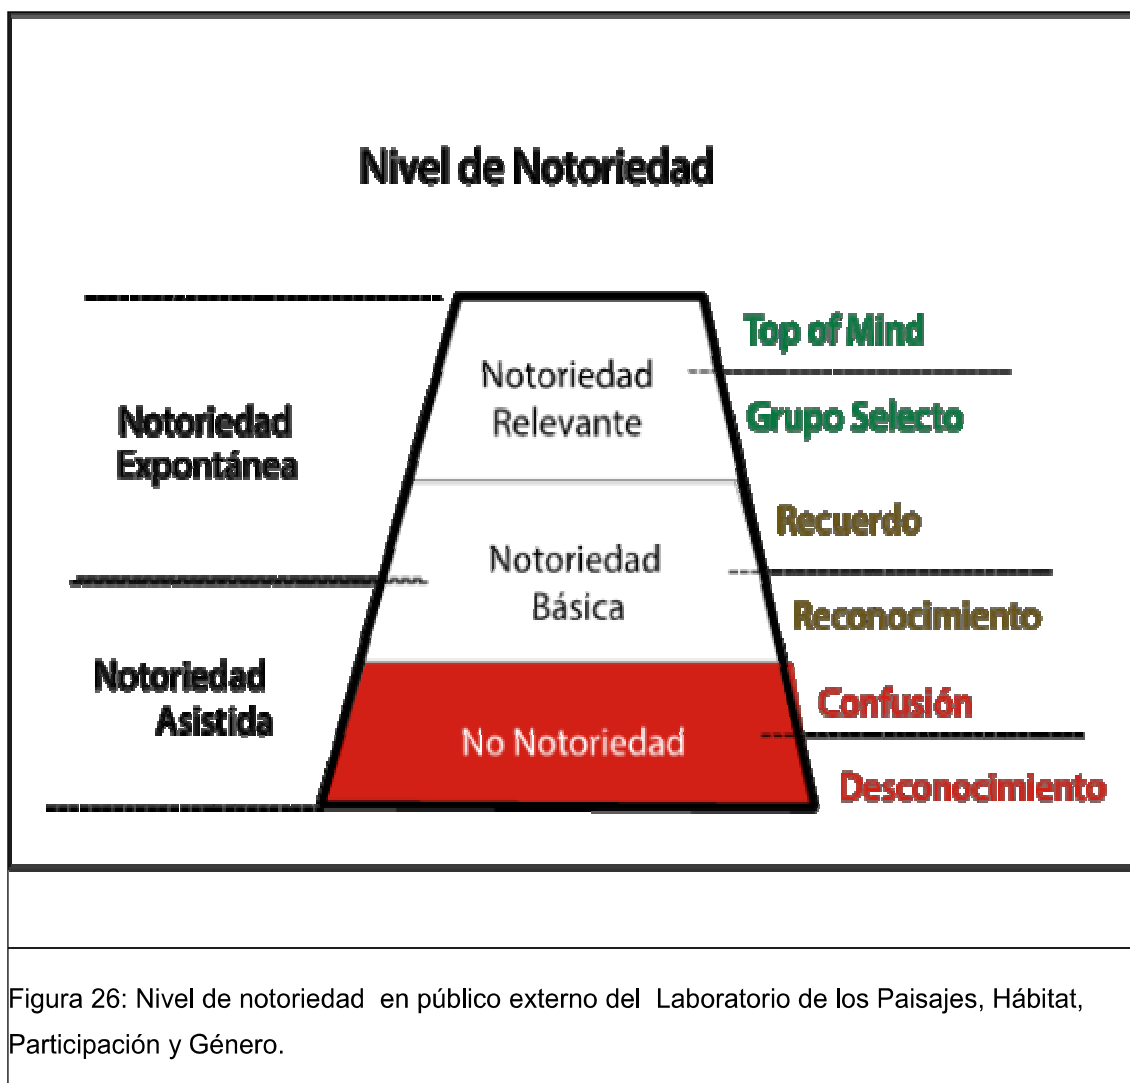 Nivel de Notoriedad
Top of Mind
Notoriedad
Relevante
Grupo Selecto
Notoriedad
Expontánea
Recuerdo
Notoriedad
Básica
Reconocimiento
Notoriedad
Asistida
Confusión
No Notoriedad
Desconocimiento
Figura 26: Nivel de notoriedad en público externo del Laboratorio de los Paisajes, Hábitat,
Participación y Género.